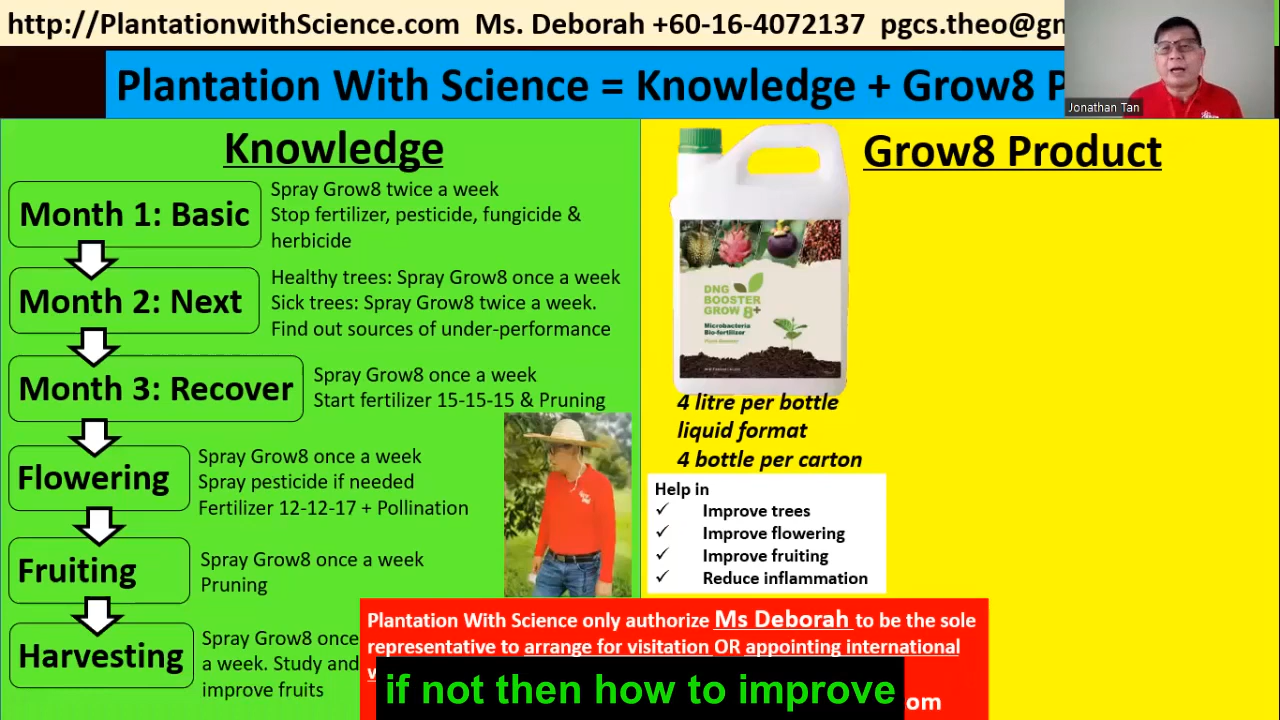 http://PlantationwithScience.com Ms. Deborah +60-16-4072137 pgcs.theo@gm
Jonathan Tan
Plantation With Science = Knowledge + Grow8 P
Knowledge
Month 1: Basic
Spray Grow8 twice a week
Stop fertilizer, pesticide, fungicide &
herbicide
Month 2: Next
Healthy trees: Spray Grow8 once a week
Sick trees: Spray Grow8 twice a week.
Find out sources of under-performance
Month 3: Recover
Spray Grow8 once a week
Start fertilizer 15-15-15 & Pruning
Flowering
Spray Grow8 once a week
Spray pesticide if needed
Fertilizer 12-12-17 + Pollination
Fruiting
Spray Grow8 once a week
Pruning
Harvesting
Spray Grow8 once
a week. Study and
improve fruits
Grow8 Product
DNG
BOOSTER
GROW 8+
Microbacteria
Bio-fertilizer
4 litre per bottle
liquid format
4 bottle per carton
Help in
✓ Improve trees
✓ Improve flowering
✓ Improve fruiting
✓ Reduce inflammation
Plantation With Science only authorize Ms Deborah to be the sole
representative to arrange for visitation OR appointing international
om
if not then how to improve